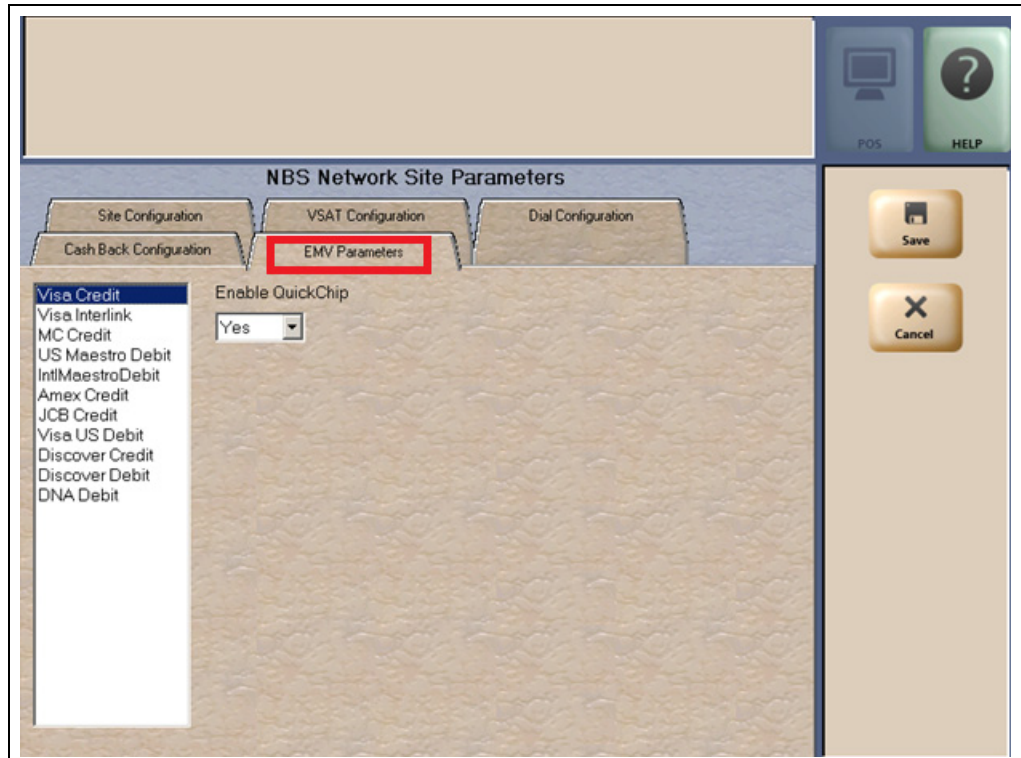 POS
HELP
NBS Network Site Parameters
Site Configuration
VSAT Configuration
Dial Configuration
Cash Back Configuration
EMV Parameters
Save
Cancel
Visa Credit
Visa Interlink
MC Credit
US Maestro Debit
IntlMaestroDebit
Amex Credit
JCB Credit
Visa US Debit
Discover Credit
Discover Debit
DNA Debit
Enable QuickChip
Yes